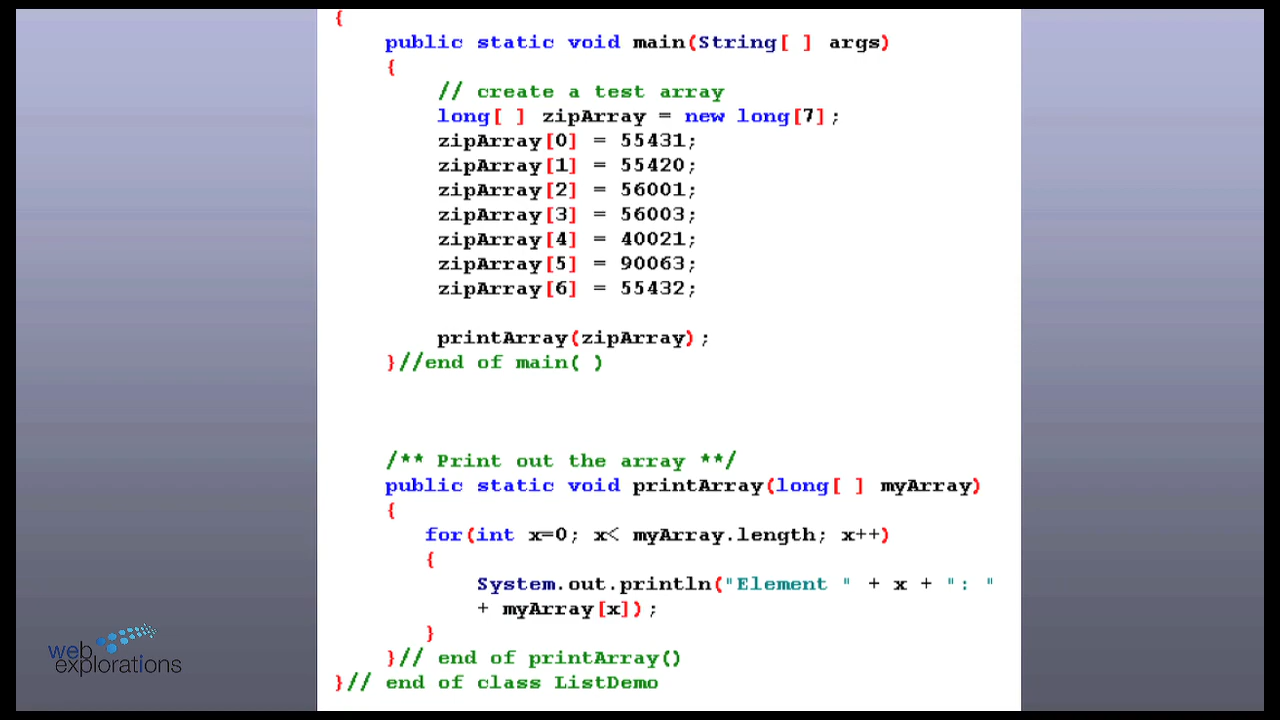 {
public static void main(String[ ] args)
{
// create a test array
long[ ] zipArray = new long[7];
zipArray[0] = 55431;
zipArray[1] = 55420;
zipArray[2] = 56001;
zipArray[3] = 56003;
zipArray[4] = 40021;
zipArray[5] = 90063;
zipArray[6] = 55432;
printArray(zipArray);
}//end of main( )
/** Print out the array **/
public static void printArray(long[ ] myArray)
{
for(int x=0; x< myArray.length; x++)
{
System.out.println("Element " + x + ": "
+ myArray[x]);
}
}// end of printArray()
}// end of class ListDemo
web
explorations